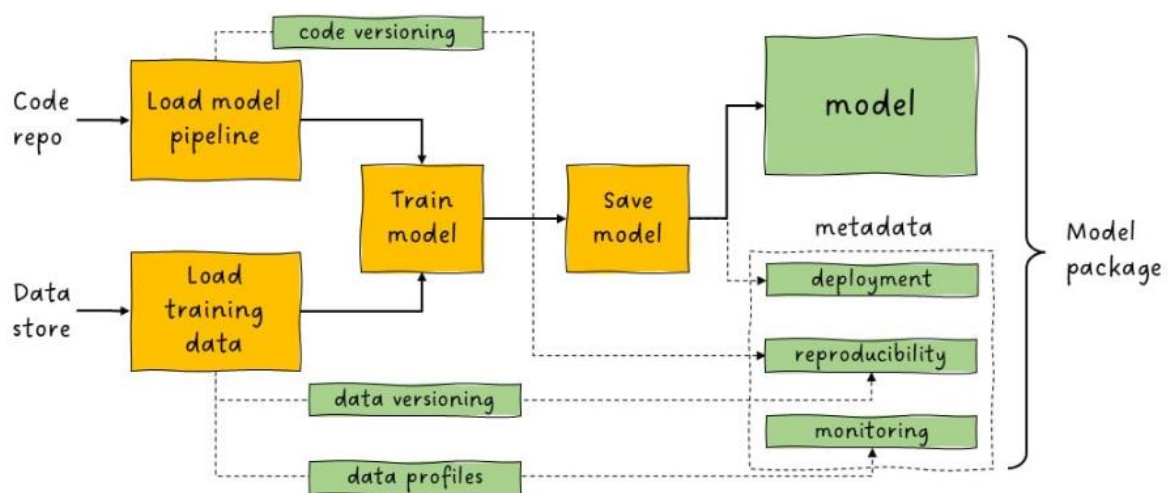 code versioning
Code
repo
Load model
pipeline
model
Train
model
Save
model
metadata
Model
package
deployment
Data
store
Load
training
data
reproducibility
data versioning
monitoring
data profiles